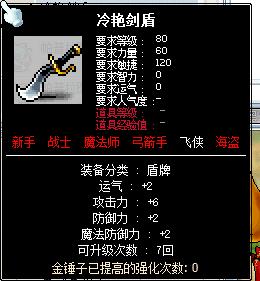 冷艳剑盾
要求等级： 80
要求力量： 60
要求敏捷： 120
要求智力： 0
要求运气： 0
要求人气度： -
道具等级： -
道具经验值： -
新手 战士 魔法师 弓箭手 飞侠 海盗
装备分类 : 盾牌
运气 : +2
攻击力 : +6
防御力 : +2
魔法防御力 : +2
可升级次数 : 7回
金锤子已提高的强化次数: 0